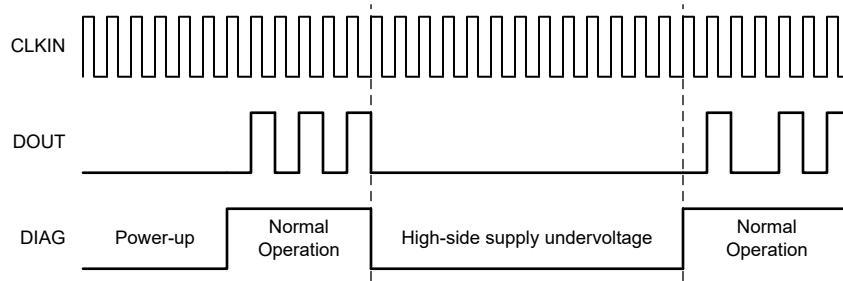 CLKIN
DOUT
DIAG
Power-up
Normal
Operation
High-side supply undervoltage
Normal
Operation